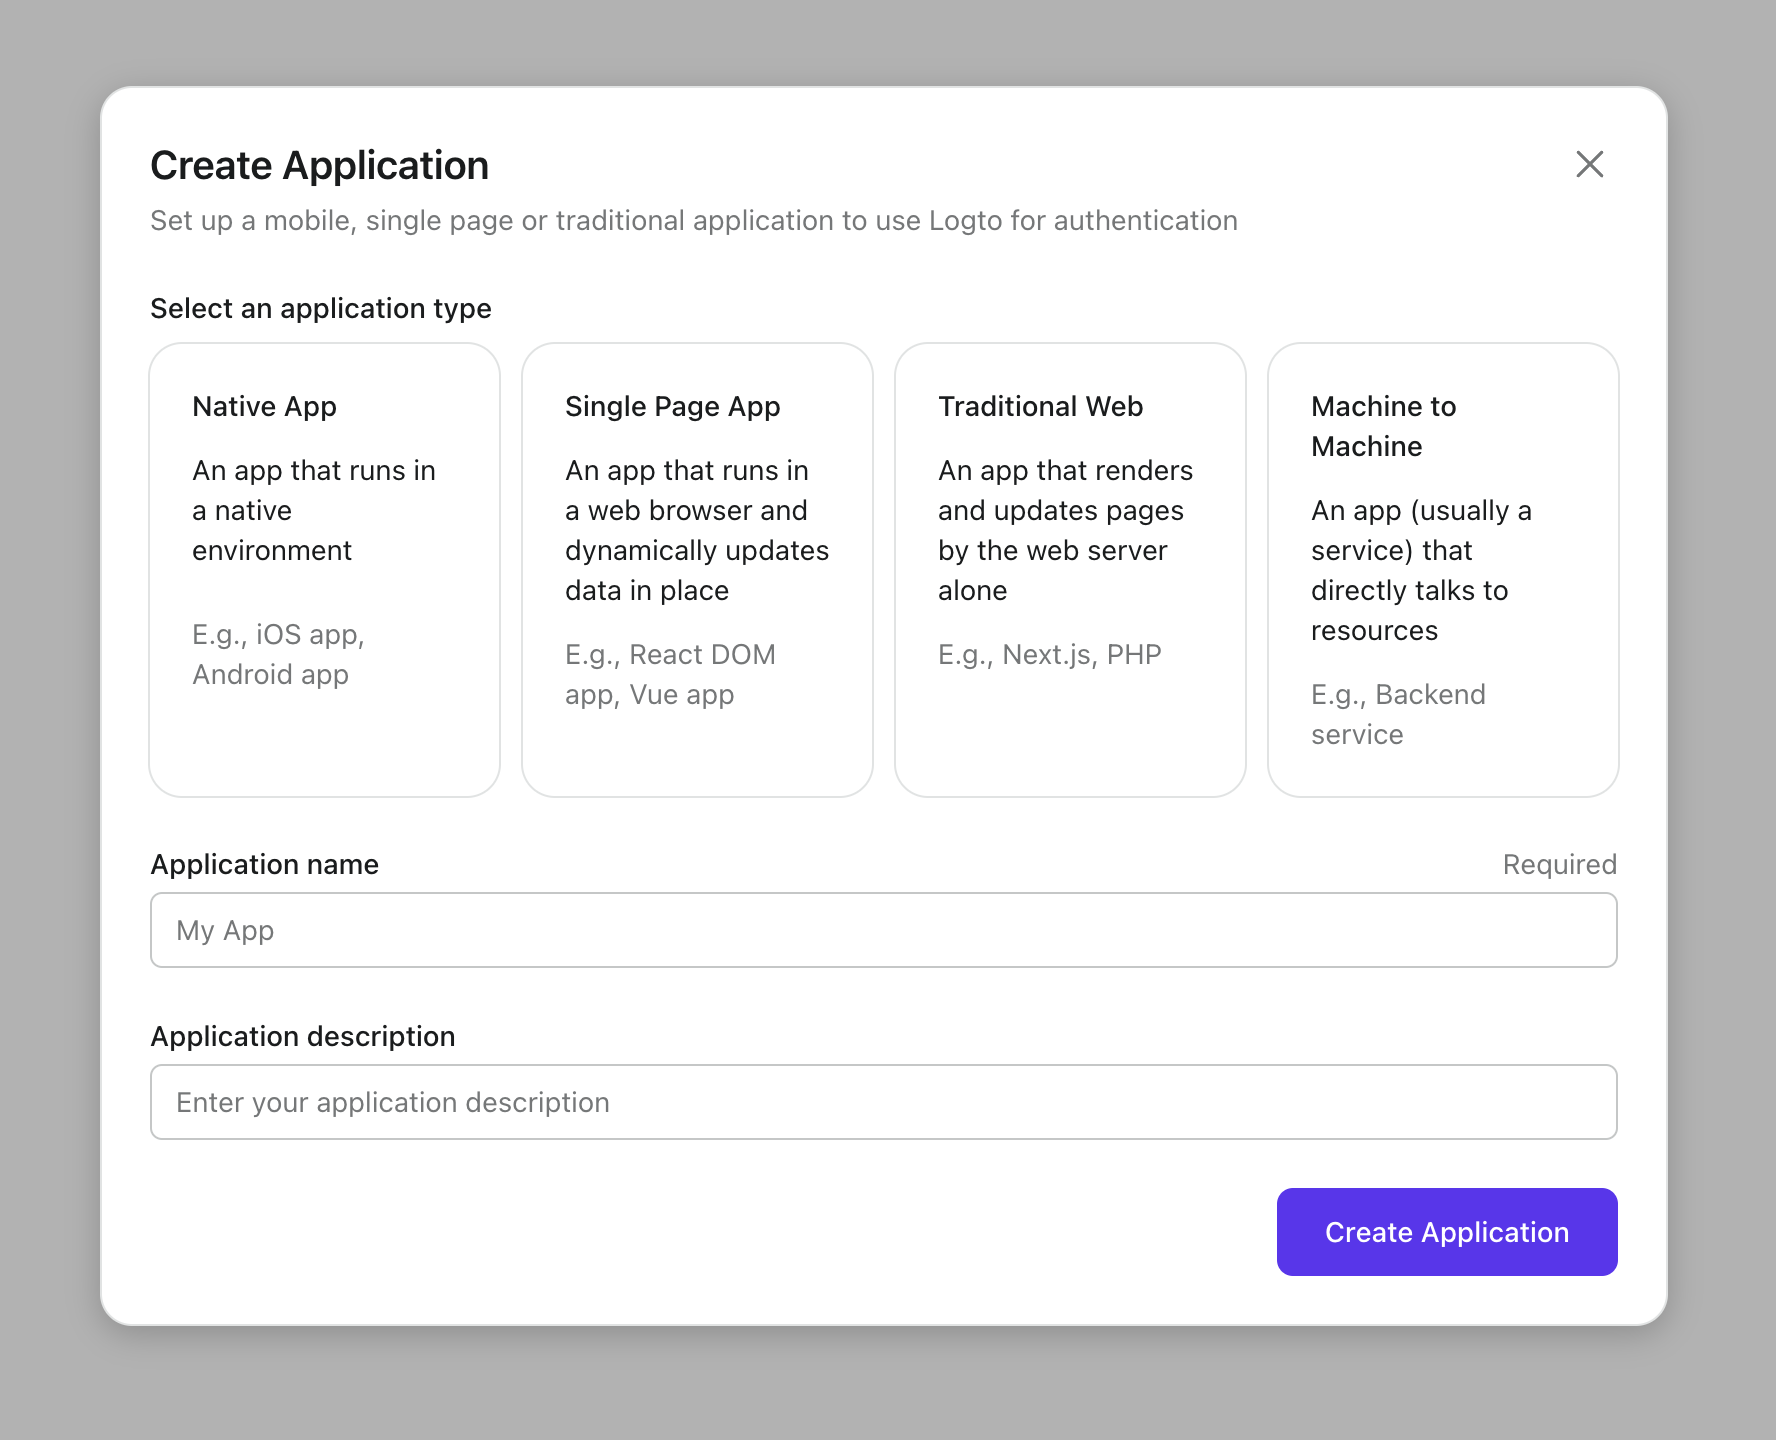 Create Application
Set up a mobile, single page or traditional application to use Logto for authentication
Select an application type
Native App
An app that runs in
a native
environment
E.g., iOS app,
Android app
Single Page App
An app that runs in
a web browser and
dynamically updates
data in place
E.g., React DOM
app, Vue app
Traditional Web
An app that renders
and updates pages
by the web server
alone
E.g., Next.js, PHP
Machine to
Machine
An app (usually a
service) that
directly talks to
resources
E.g., Backend
service
Application name
Required
My App
Application description
Enter your application description
Create Application